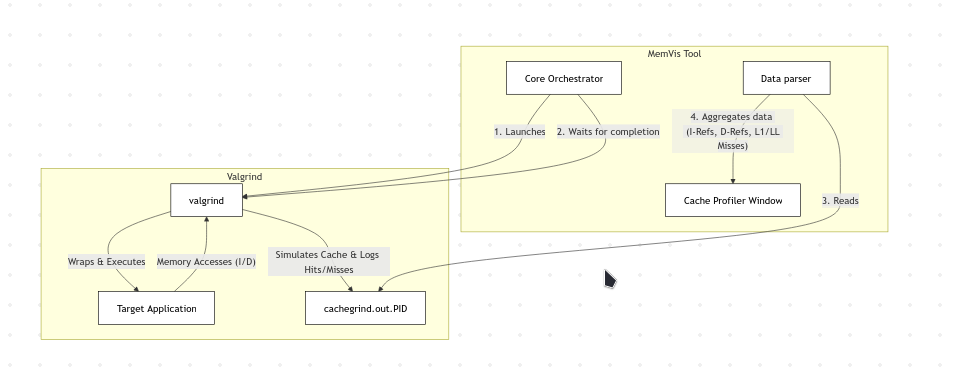 MemVis Tool
Core Orchestrator
Data parser
4. Aggregates data
(I-Refs, D-Refs, L1/LL
Misses)
1. Launches
2. Waits for completion
Valgrind
valgrind
Cache Profiler Window
3. Reads
Wraps & Executes
Memory Accesses (I/D)
Simulates Cache & Logs
Hits/Misses
Target Application
cachegrind.out.PID